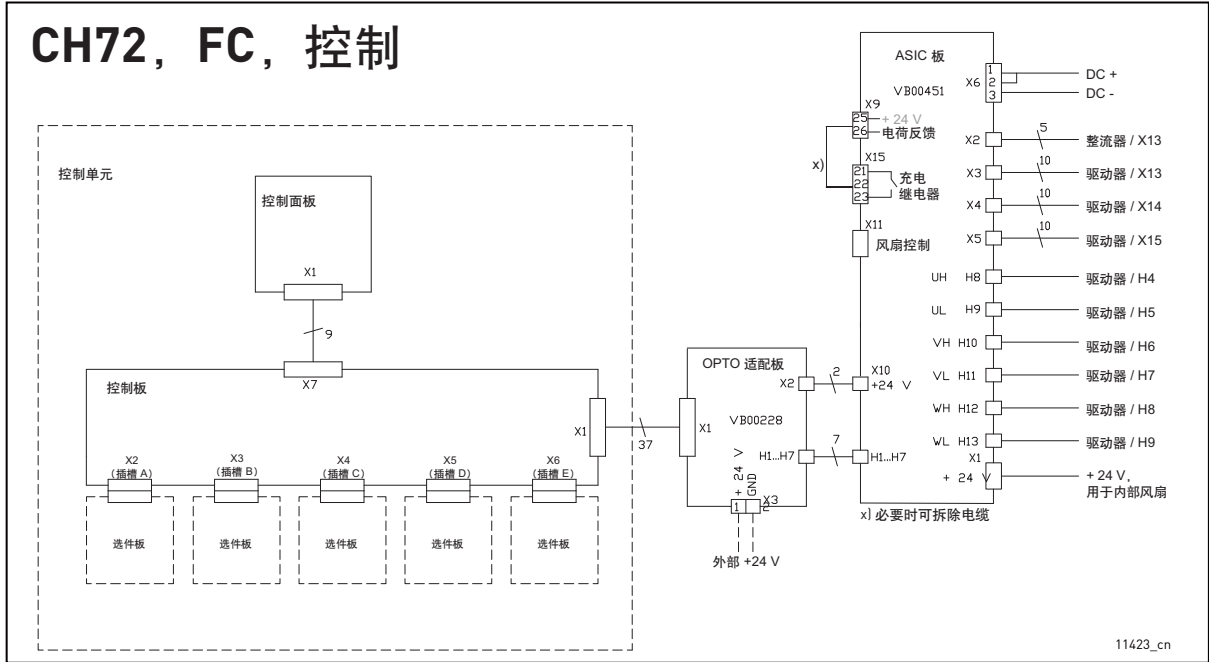 CH72，FC，控制
控制单元
控制面板
X1
9
X7
控制板
X1
37
X2
(插槽 A)
X3
(插槽 B)
X4
(插槽 C)
X5
(插槽 D)
X6
(插槽 E)
选件板
选件板
选件板
选件板
选件板
OPTO 适配板
X2
X1
VB00228
H1...H7
+ 24 V
GND
X3
1
2
外部 +24 V
2
7
ASIC 板
VB00451
X6
1
2
3
DC +
DC -
X9
25
+ 24 V
26
电荷反馈
X15
x)
21
22
23
充电
继电器
X11
风扇控制
X10
+24 V
H1...H7
X2
5
整流器 / X13
X3
10
驱动器 / X13
X4
10
驱动器 / X14
X5
10
驱动器 / X15
UH H8
驱动器 / H4
UL H9
驱动器 / H5
VH H10
驱动器 / H6
VL H11
驱动器 / H7
WH H12
驱动器 / H8
WL H13
驱动器 / H9
X1
+ 24 V
+ 24 V，
用于内部风扇
x) 必要时可拆除电缆
11423_cn